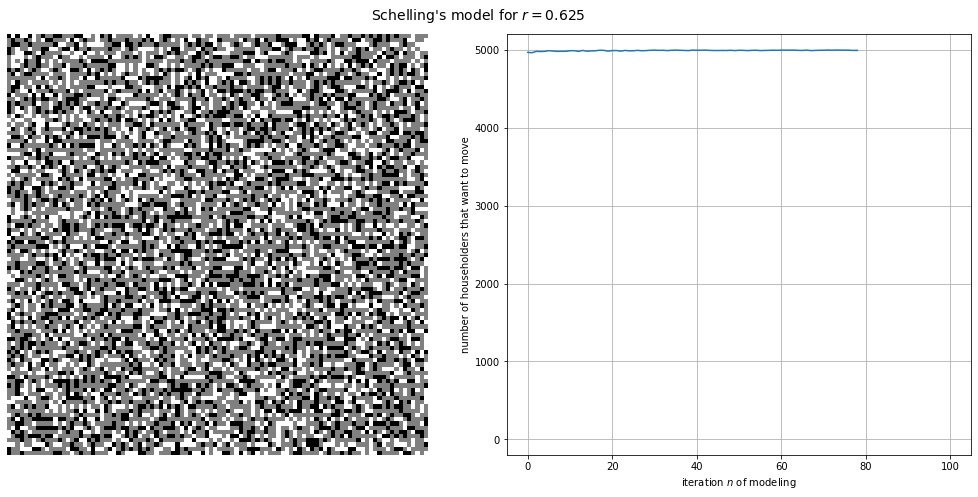 Schelling's model for r = 0.625
number of householders that want to move
5000
4000
3000
2000
1000
0
0 20 40 60 80 100
iteration n of modeling